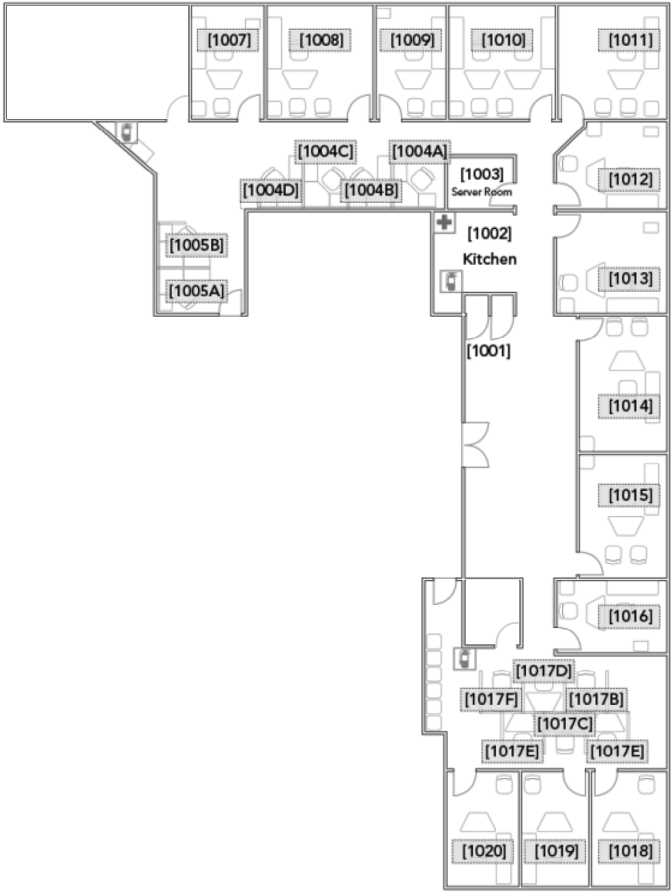 [1007] [1008] [1009] [1010] [1011]
[1004C] [1004A]
[1003]
Server Room
[1012]
[1004D] [1004B]
[1002]
Kitchen
[1005B]
[1013]
[1005A]
[1001]
[1014]
[1015]
[1016]
[1017D]
[1017F] [1017B]
[1017C]
[1017E] [1017E]
[1020] [1019] [1018]